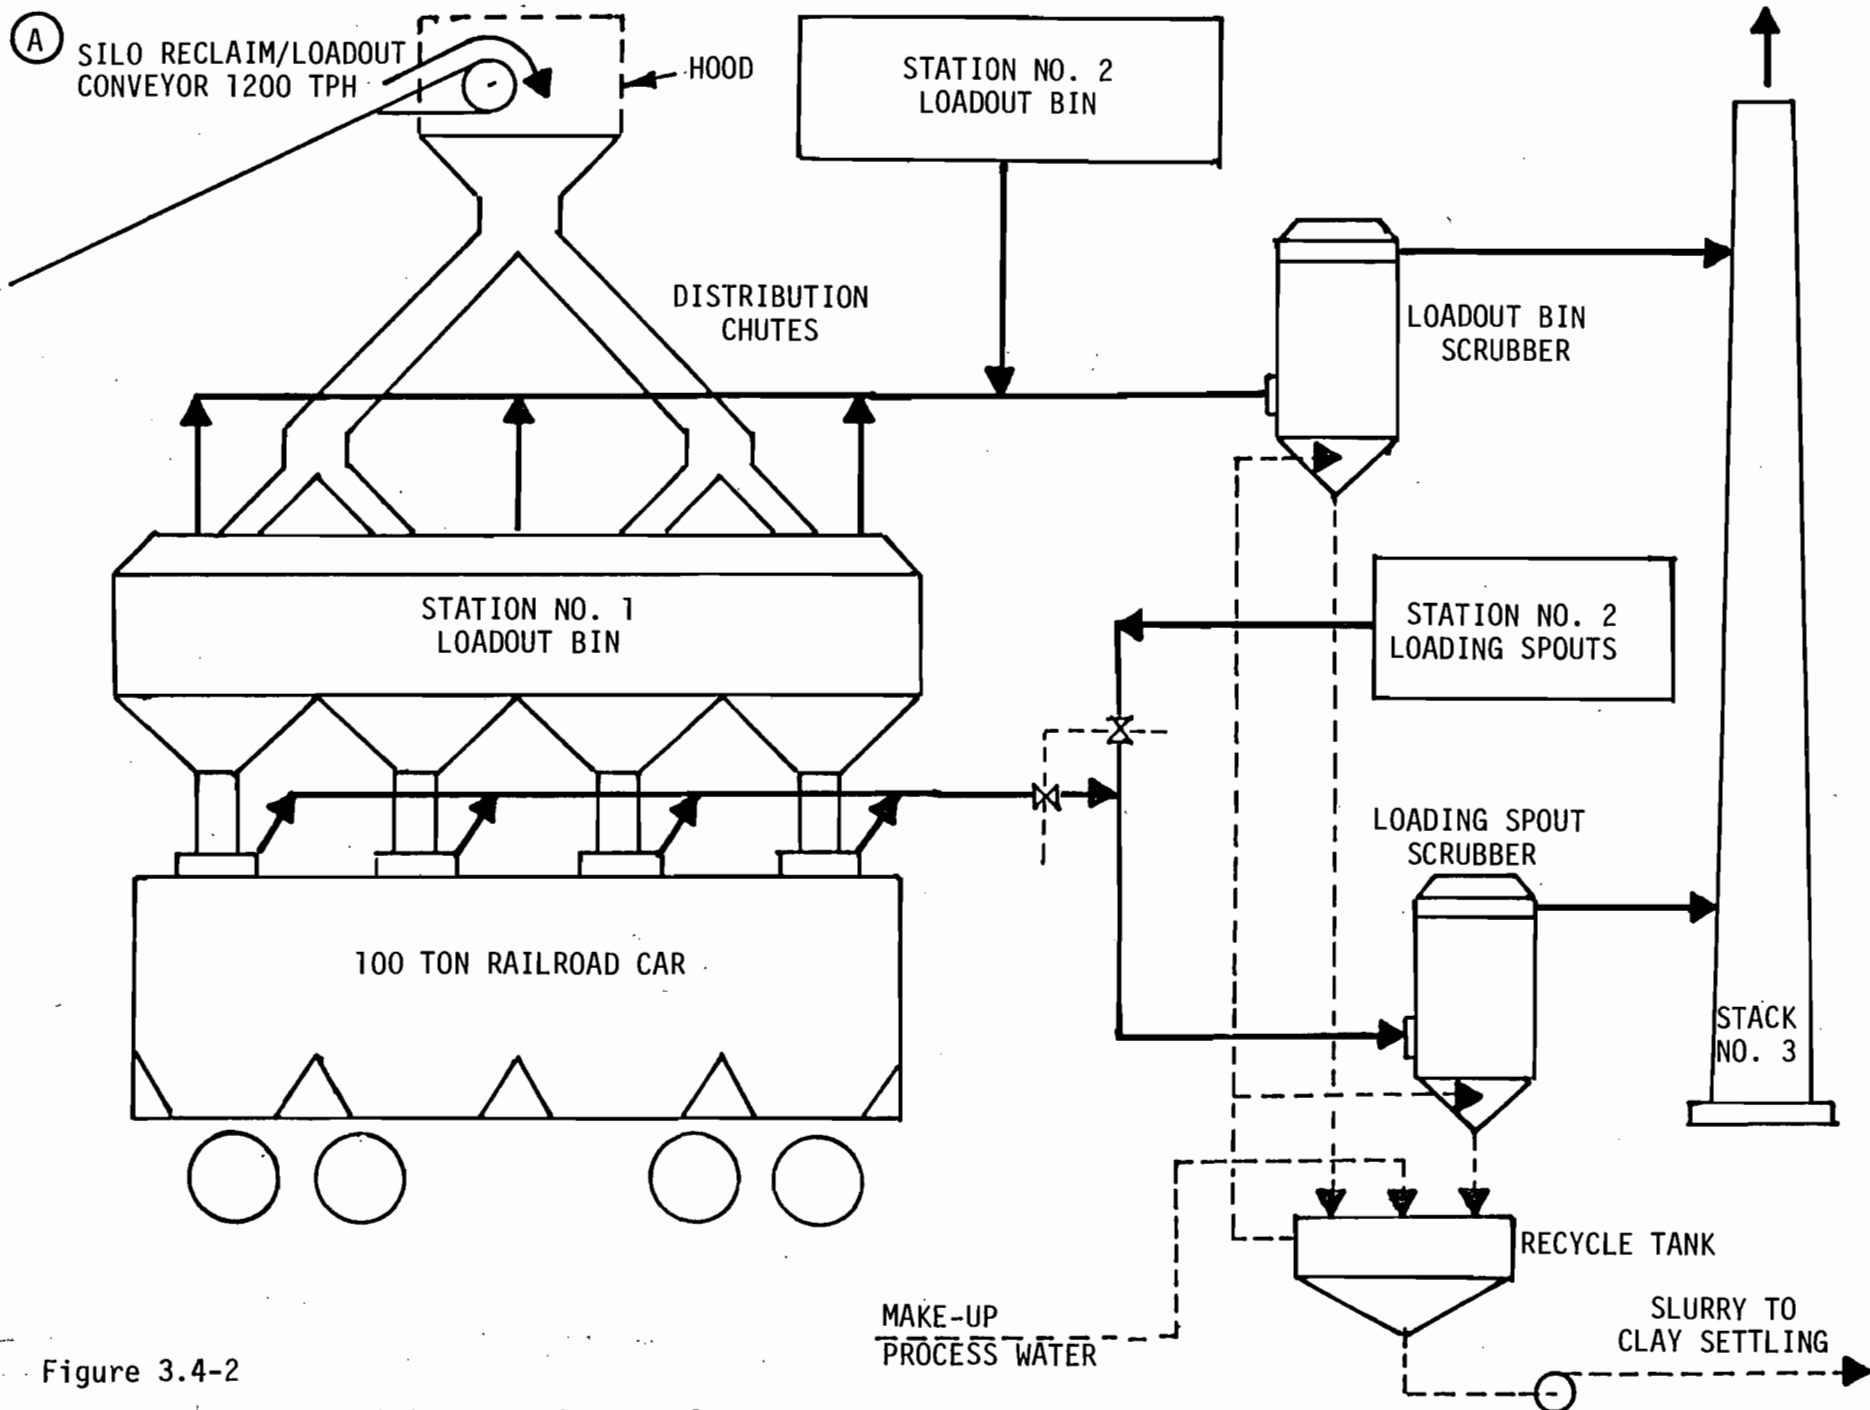 A
SILO RECLAIM/LOADOUT
CONVEYOR 1200 TPH
HOOD
STATION NO. 2
LOADOUT BIN
DISTRIBUTION
CHUTES
LOADOUT BIN
SCRUBBER
STATION NO. 1
LOADOUT BIN
STATION NO. 2
LOADING SPOUTS
LOADING SPOUT
SCRUBBER
100 TON RAILROAD CAR
STACK
NO. 3
RECYCLE TANK
MAKE-UP
PROCESS WATER
SLURRY TO
CLAY SETTLING
Figure 3.4-2